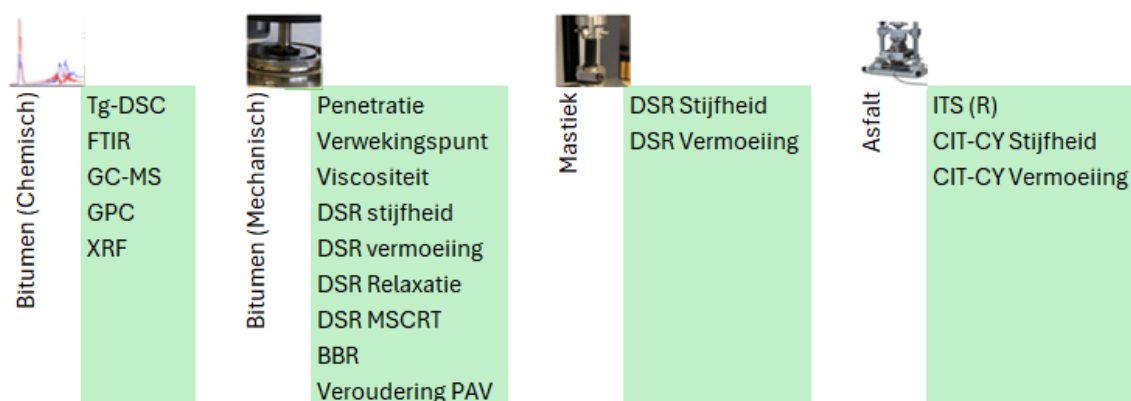 Bitumen (Chemisch)
Tg-DSC
FTIR
GC-MS
GPC
XRF
Bitumen (Mechanisch)
Penetratie
Verwekingspunt
Viscositeit
DSR stijfheid
DSR vermoeiing
DSR Relaxatie
DSR MSCRT
BBR
Veroudering PAV
Mastiek
DSR Stijfheid
DSR Vermoeiing
Asfalt
ITS (R)
CIT-CY Stijfheid
CIT-CY Vermoeiing